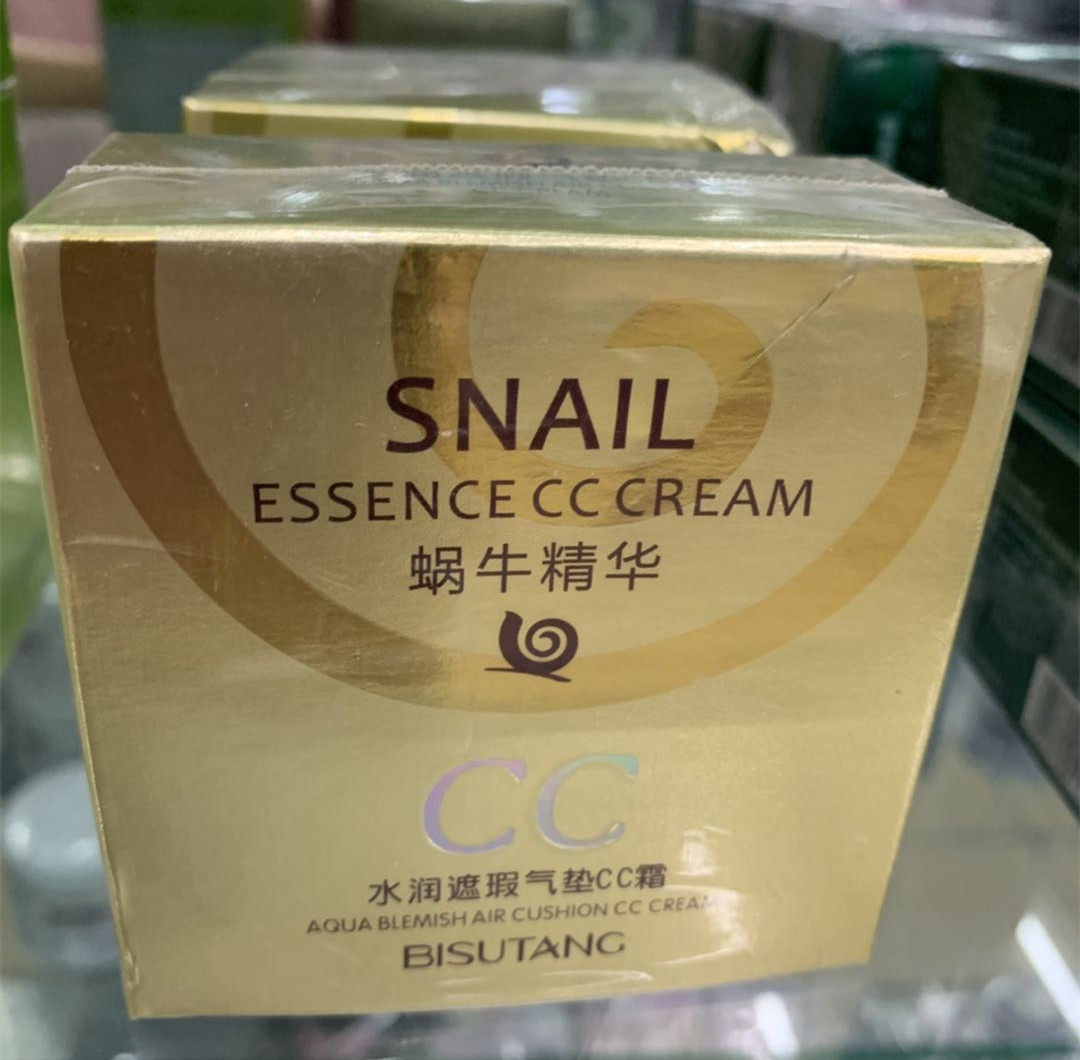 SNAIL
ESSENCE CC CREAM
蜗牛精华
CC
水润遮瑕气垫CC霜
AQUA BLEMISH AIR CUSHION CC CREAM
BISUTANG